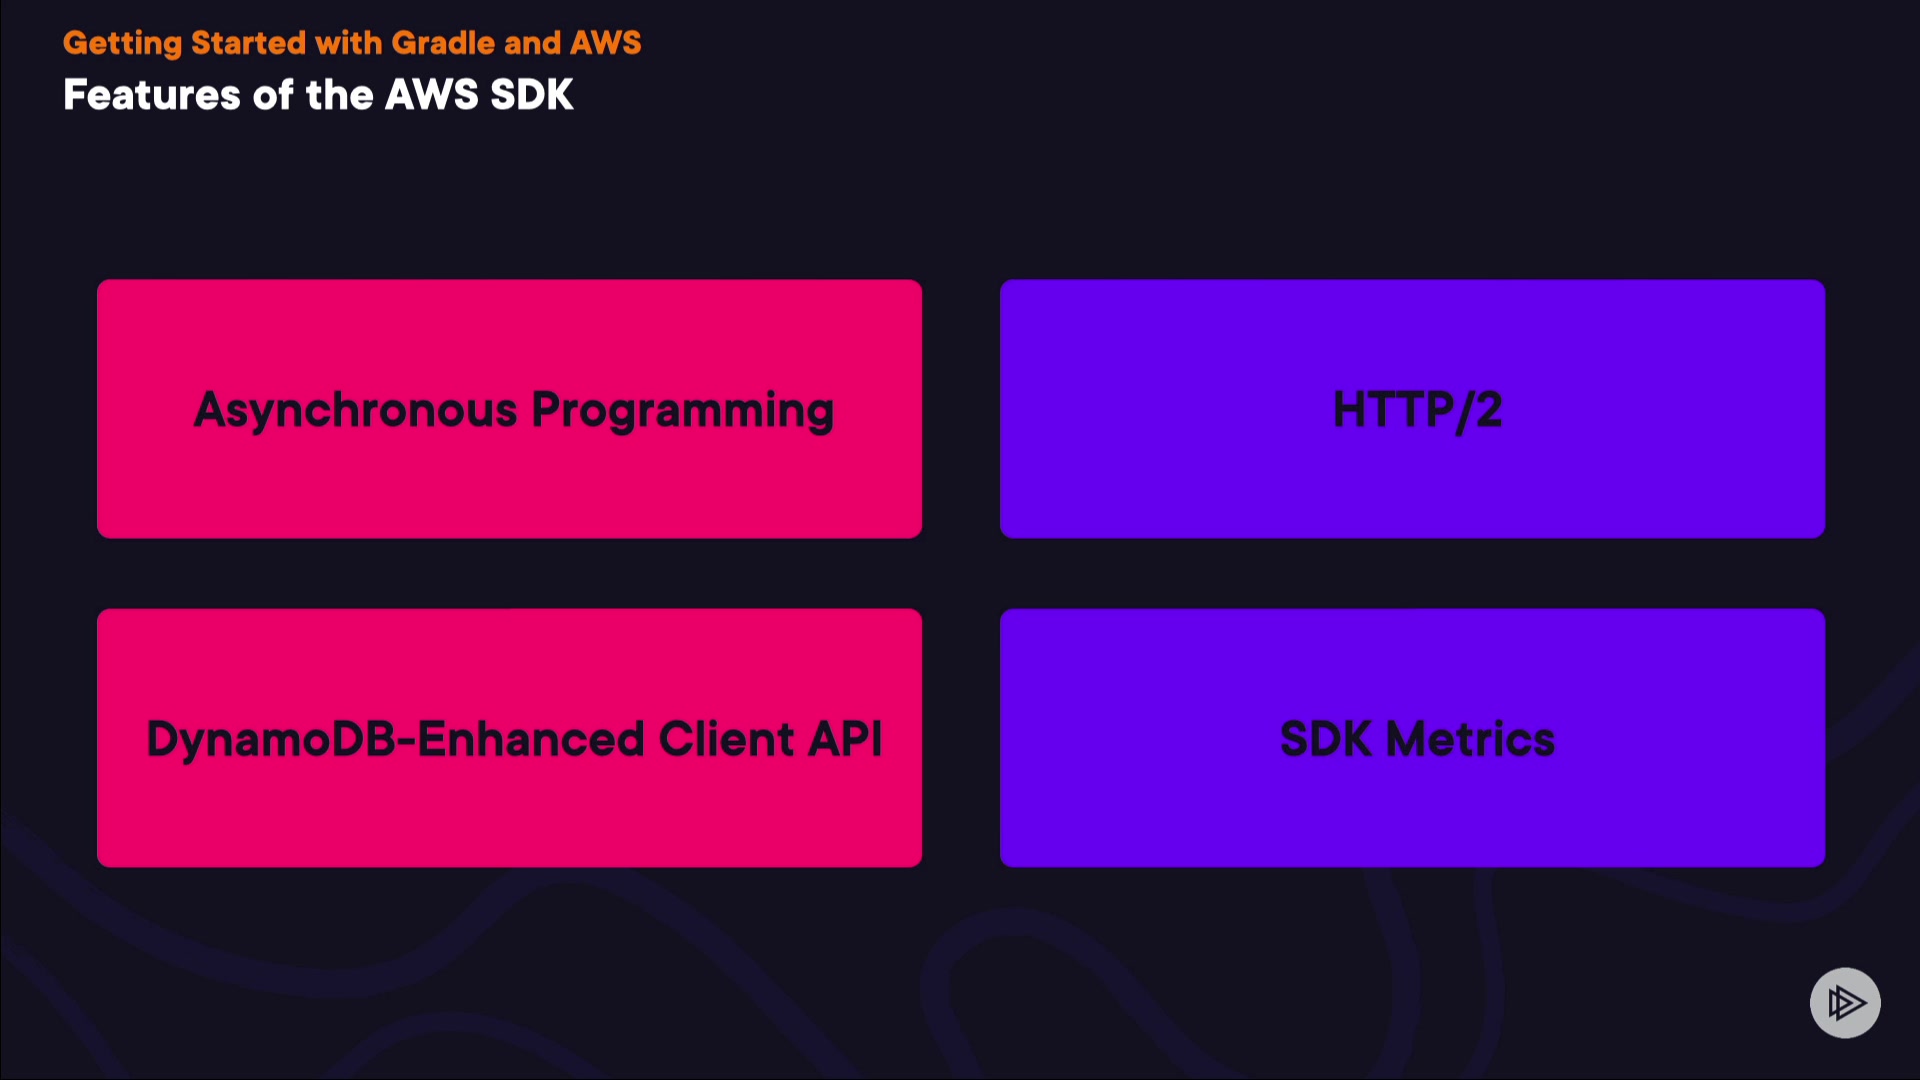 Getting Started with Gradle and AWS
Features of the AWS SDK
Asynchronous Programming
HTTP/2
DynamoDB-Enhanced Client API
SDK Metrics